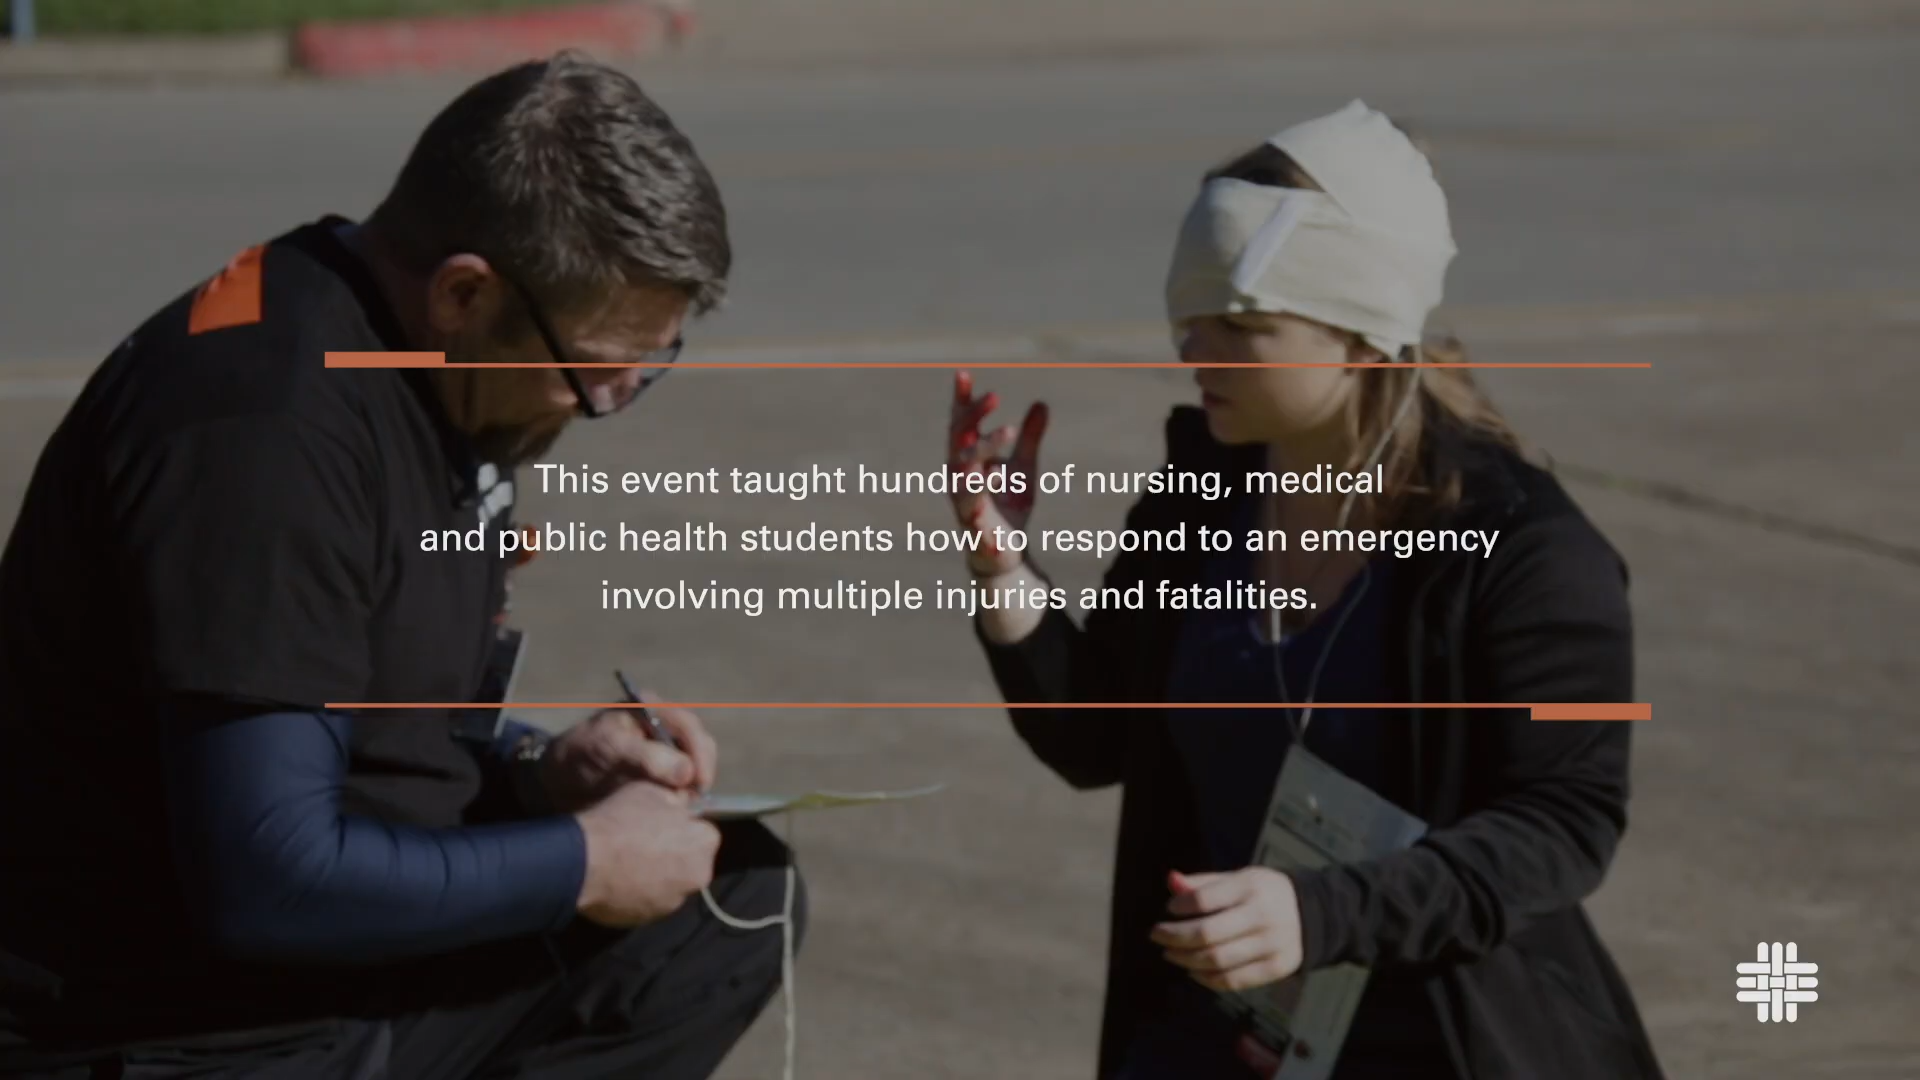 This event taught hundreds of nursing, medical
and public health students how to respond to an emergency
involving multiple injuries and fatalities.